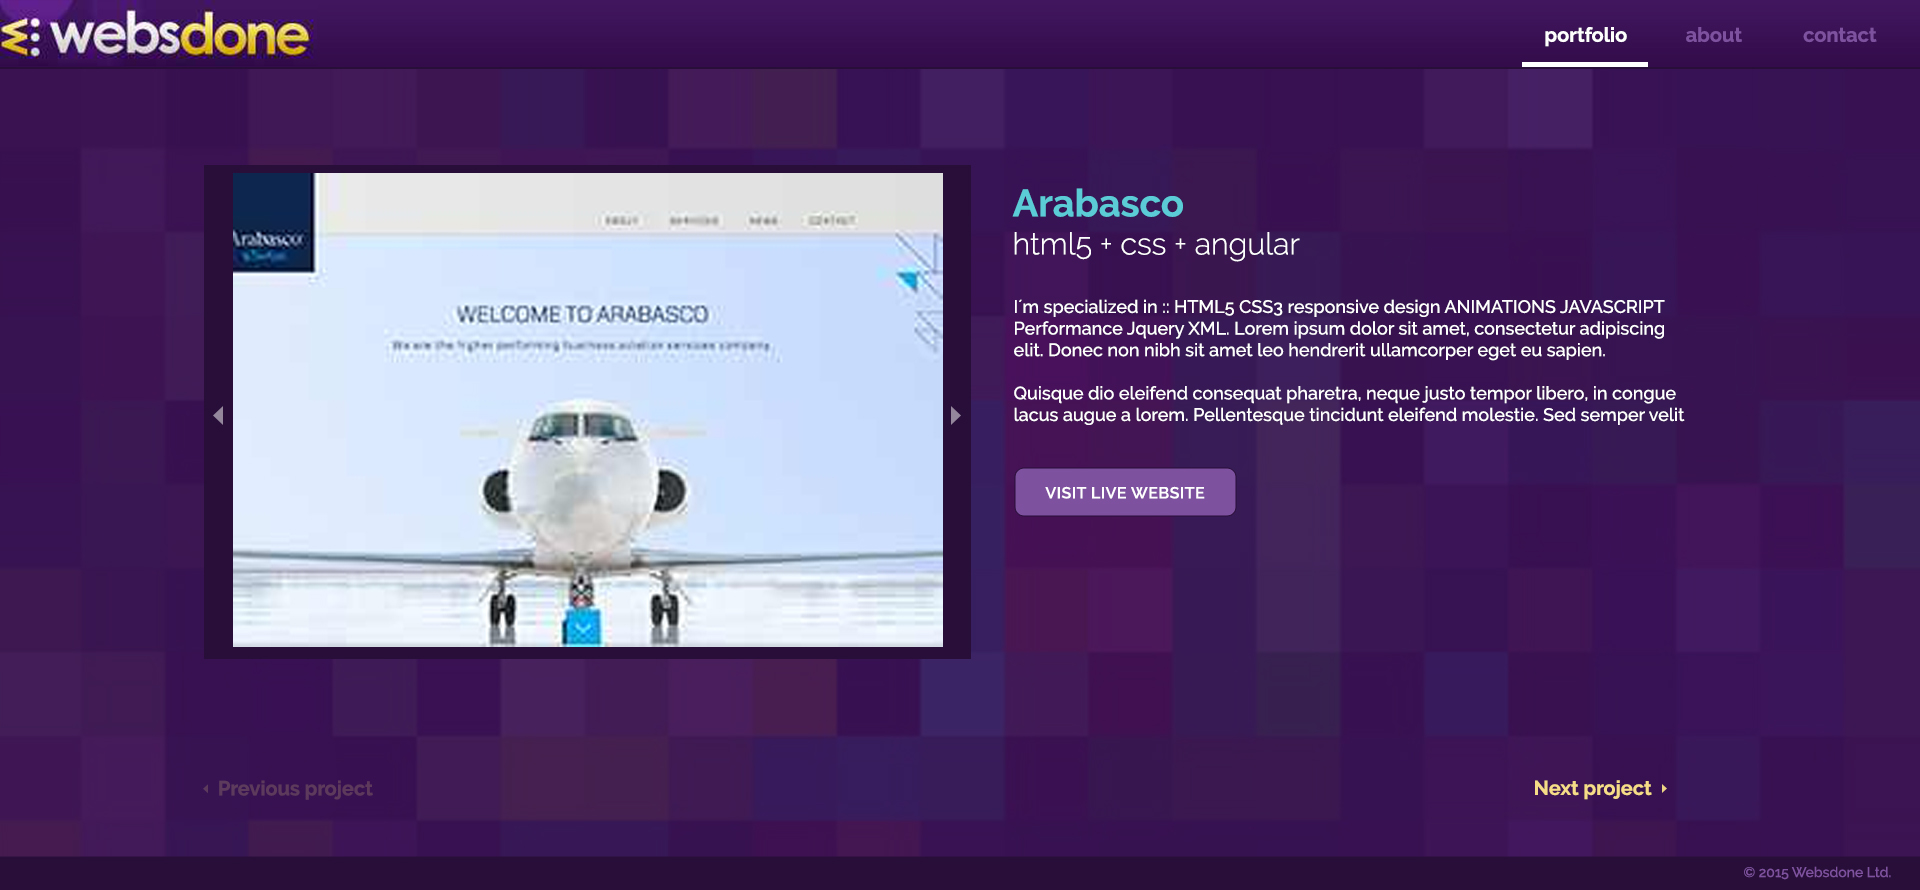 websdone
portfolio
about
contact
Arabasco
ABOUT
SERVICES
NEWS
CONTACT
WELCOME TO ARABASCO
We are the higher performing business aviation services company
Arabasco
html5 + css + angular
I´m specialized in :: HTML5 CSS3 responsive design ANIMATIONS JAVASCRIPT
Performance Jquery XML. Lorem ipsum dolor sit amet, consectetur adipiscing
elit. Donec non nibh sit amet leo hendrerit ullamcorper eget eu sapien.
Quisque dio eleifend consequat pharetra, neque justo tempor libero, in congue
lacus augue a lorem. Pellentesque tincidunt eleifend molestie. Sed semper velit
VISIT LIVE WEBSITE
Previous project
Next project
© 2015 Websdone Ltd.